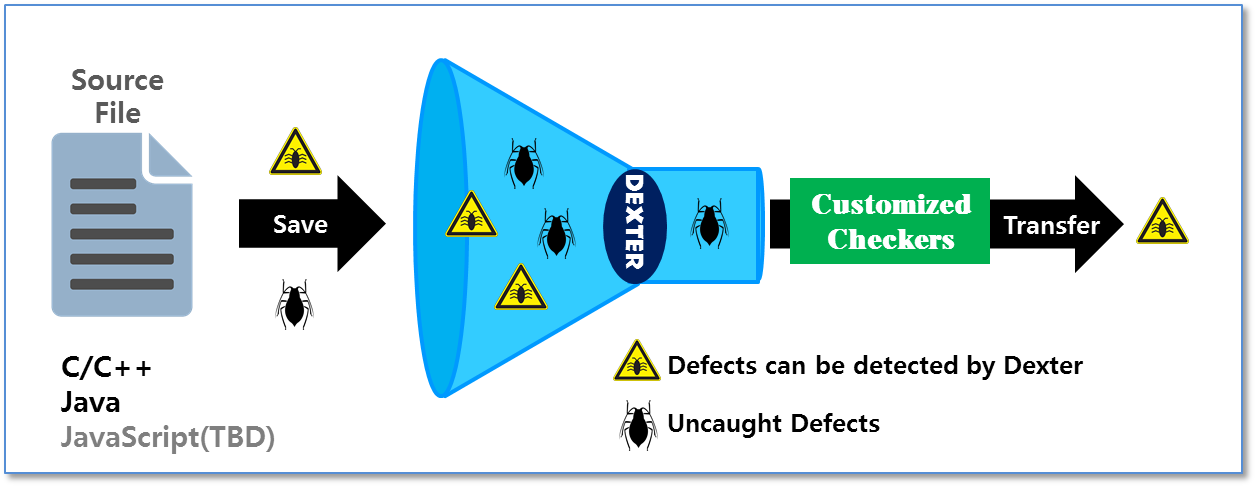 Source
File
Save
DEXTER
Customized
Checkers
Transfer
C/C++
Java
JavaScript(TBD)
Defects can be detected by Dexter
Uncaught Defects